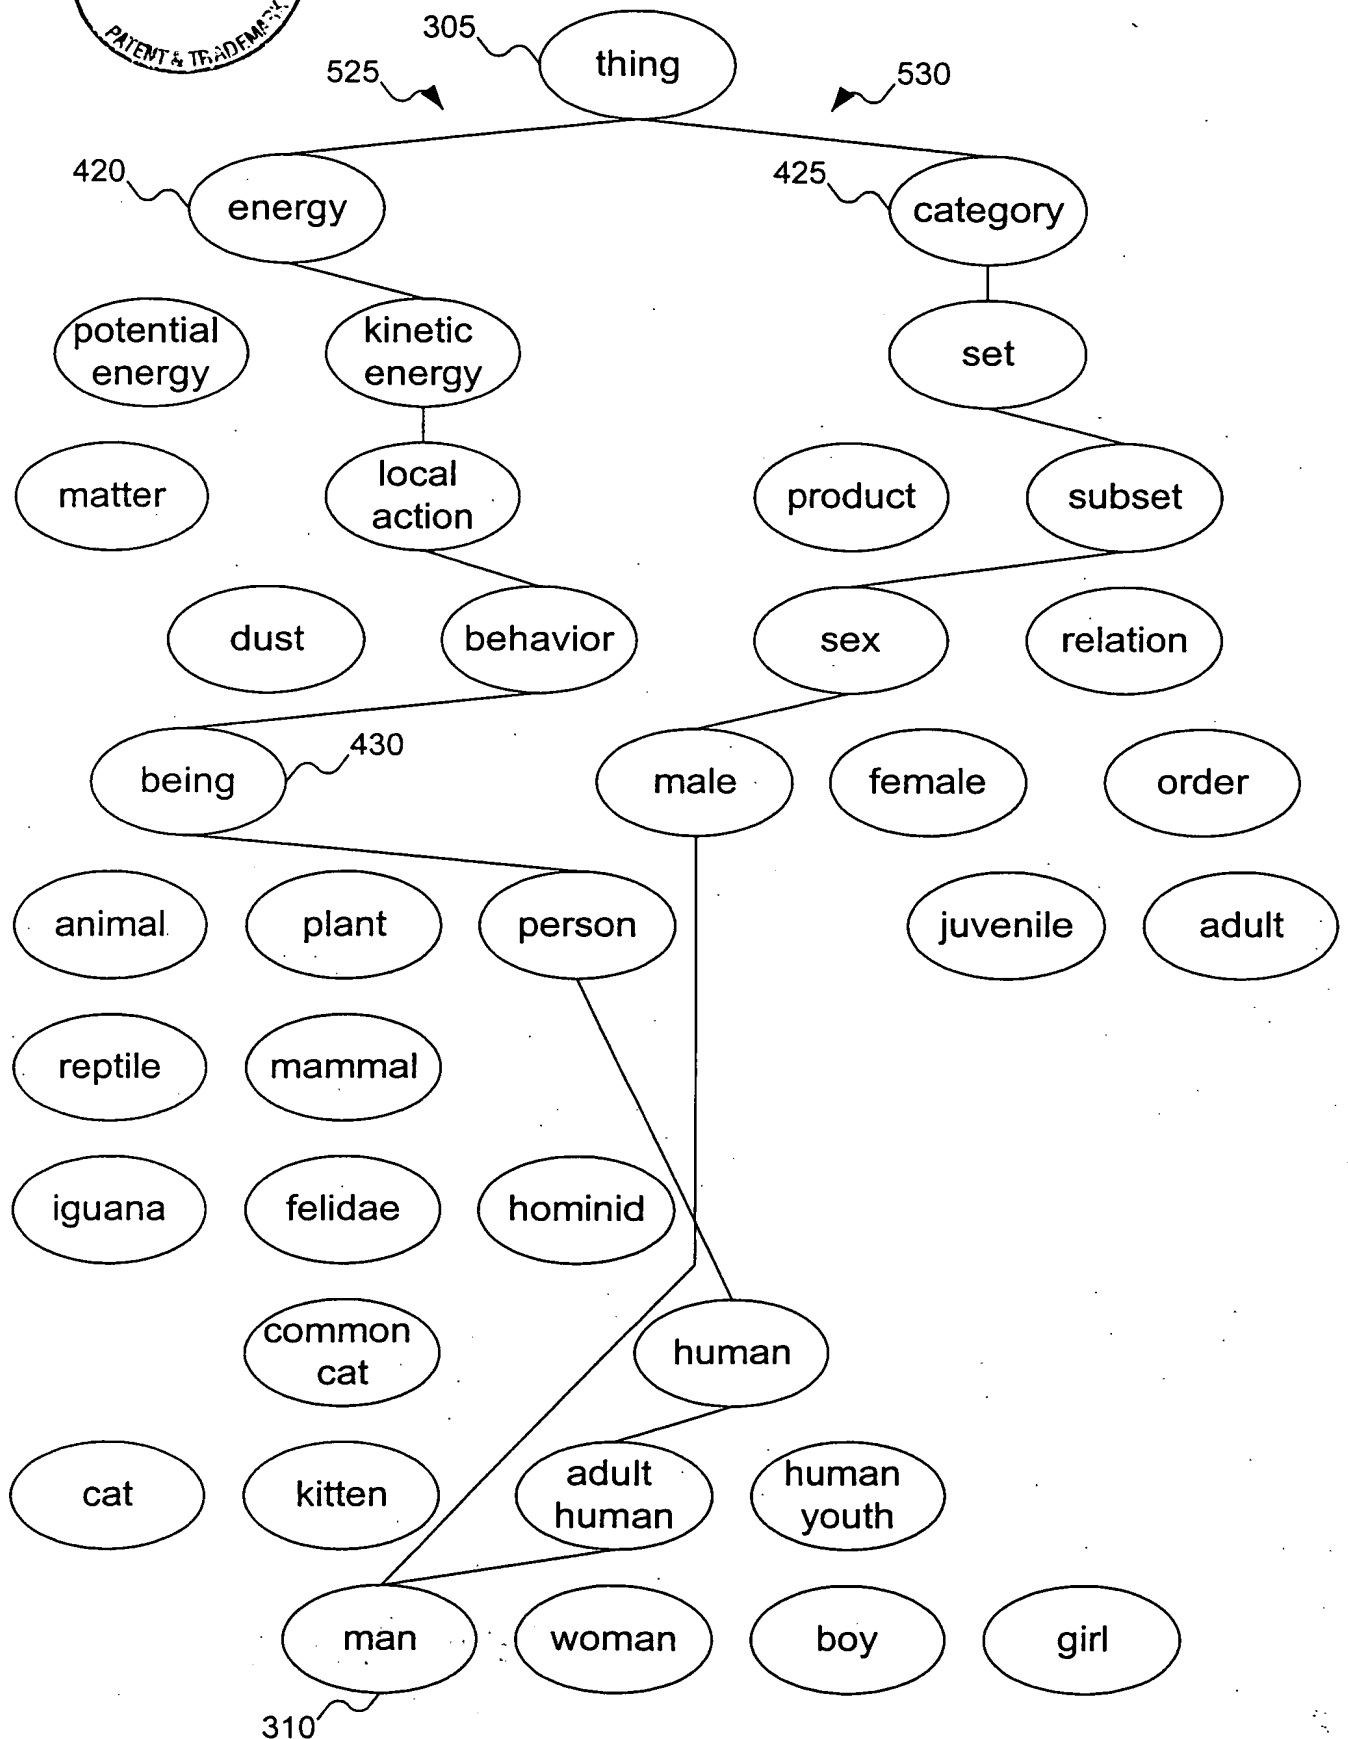 PATENT & TRADEMARK
305
thing
525
530
420
energy
425
category
potential
energy
kinetic
energy
set
matter
local
action
product
subset
dust
behavior
sex
relation
being
430
male
female
order
animal
plant
person
juvenile
adult
reptile
mammal
iguana
felidae
hominid
common
cat
human
cat
kitten
adult
human
human
youth
man
woman
boy
girl
310